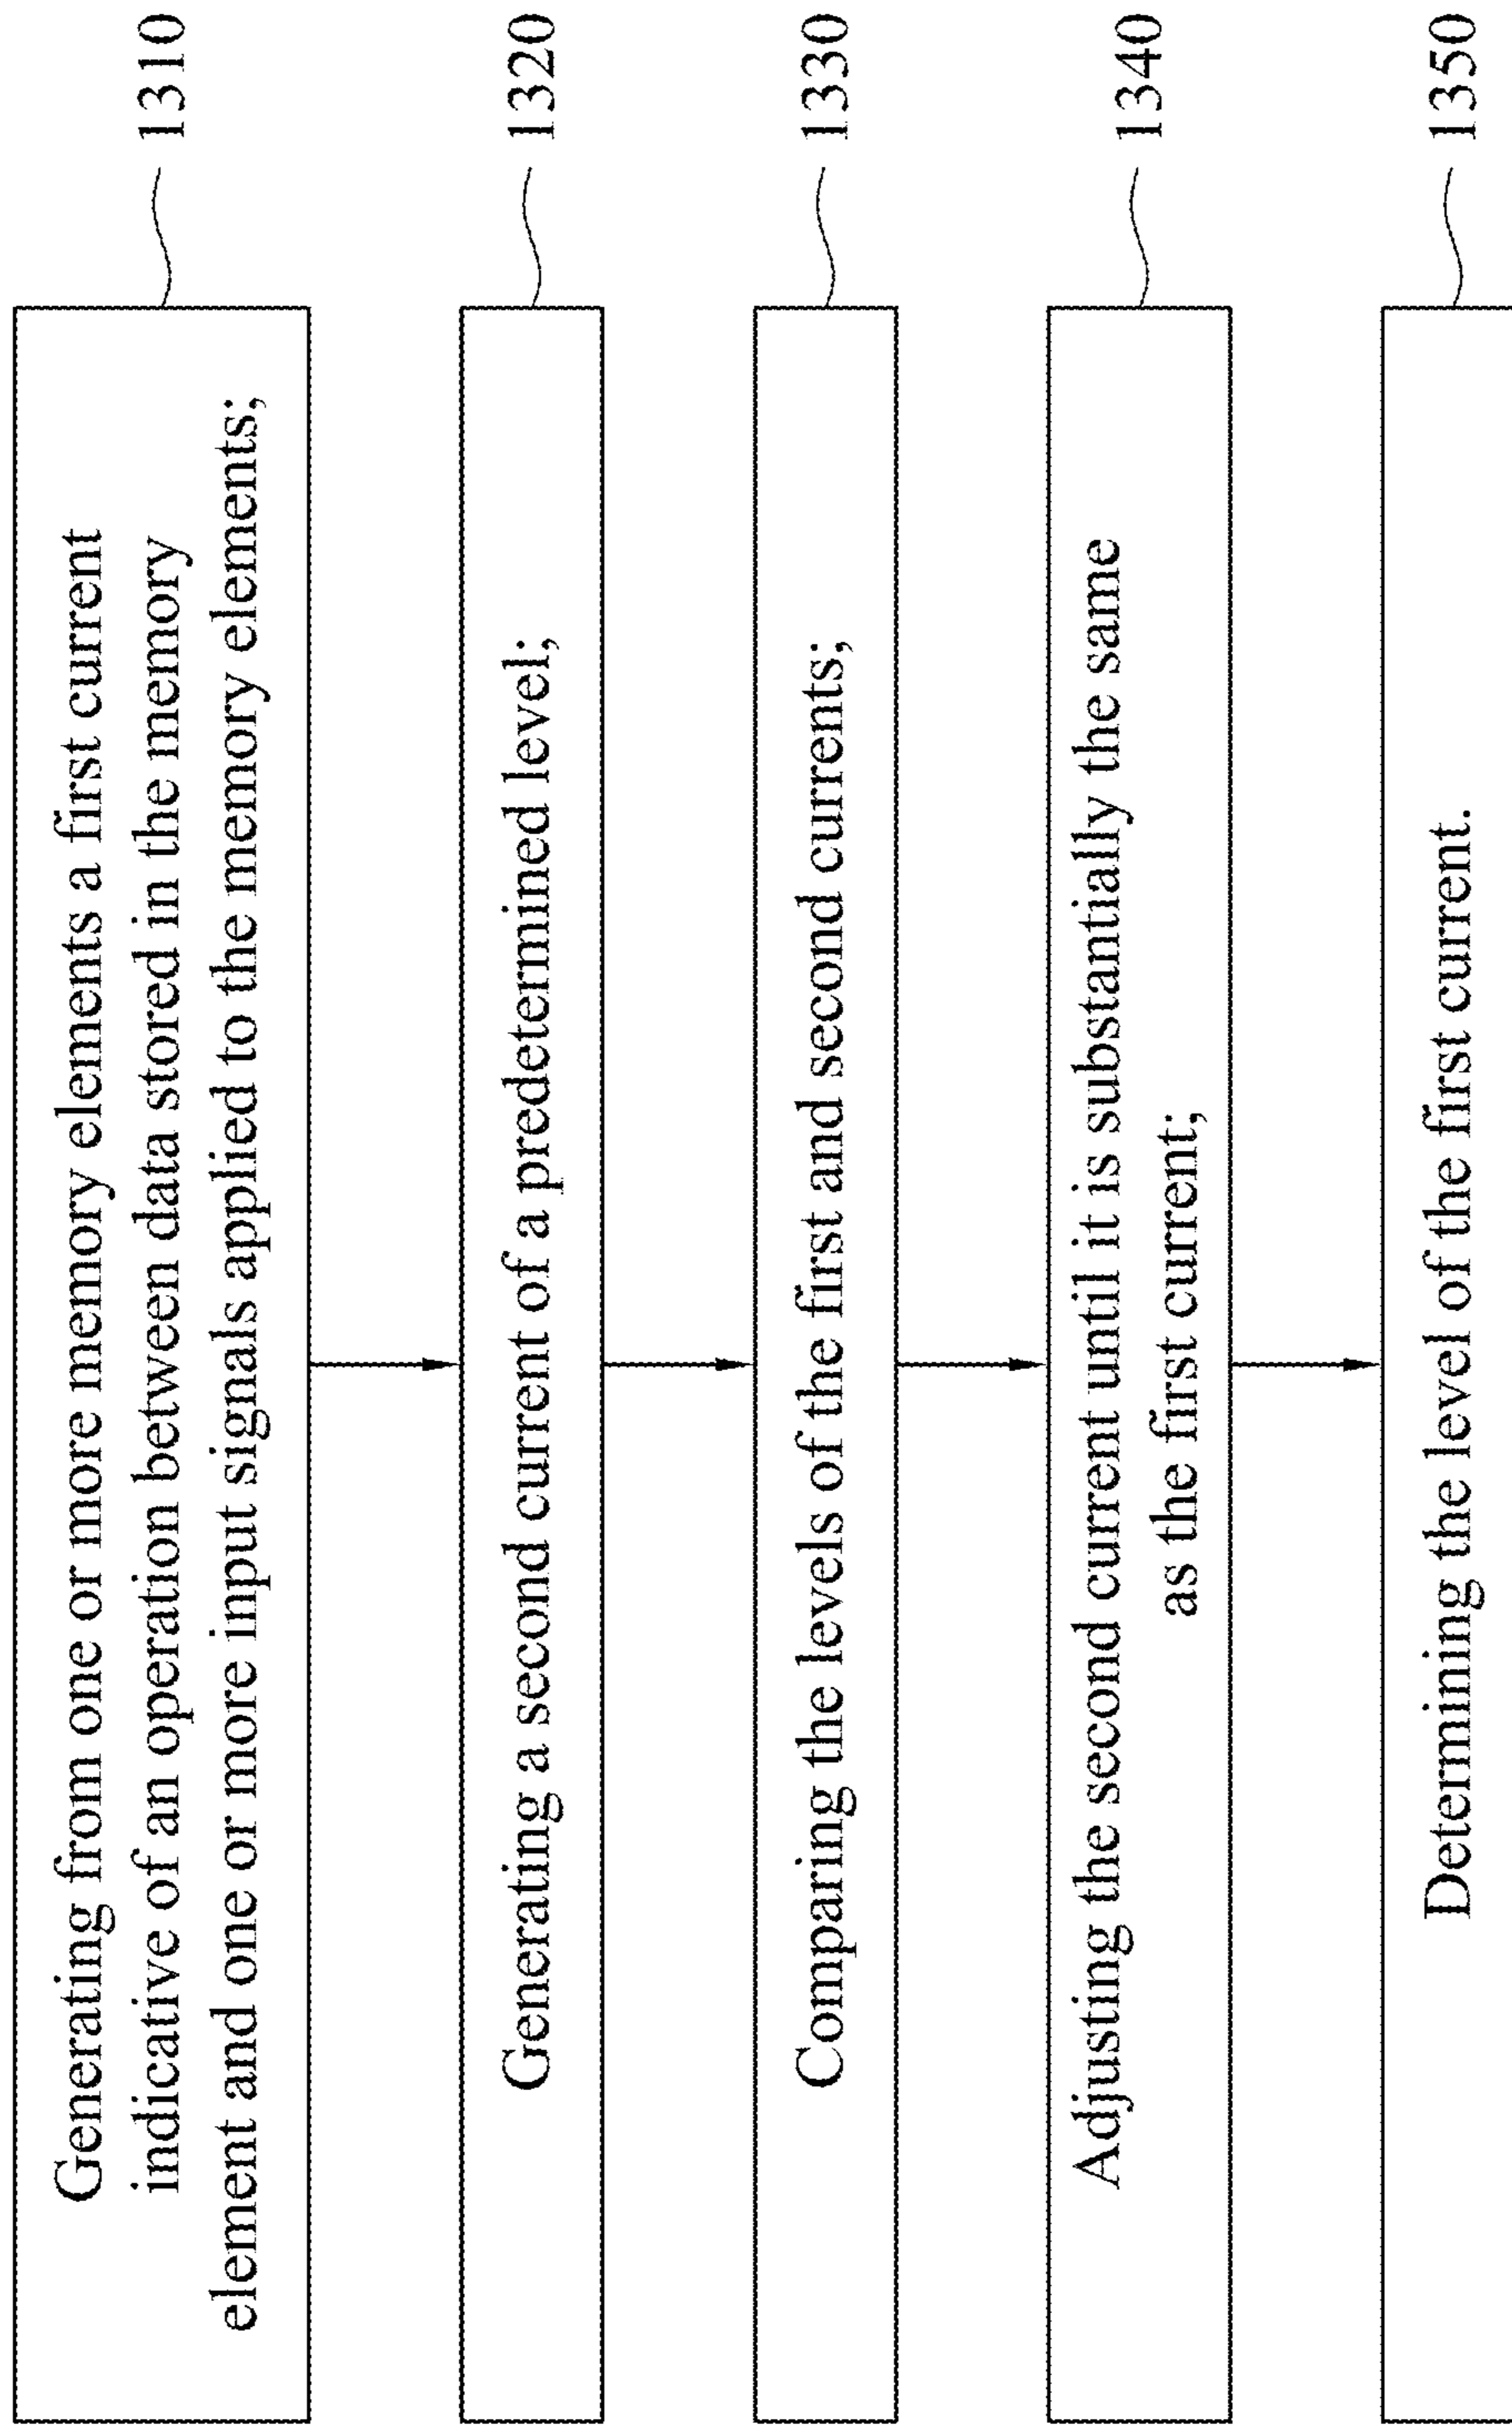 Generating from one or more memory elements a first current
indicative of an operation between data stored in the memory
element and one or more input signals applied to the memory elements;
1310
Generating a second current of a predetermined level;
1320
Comparing the levels of the first and second currents;
1330
Adjusting the second current until it is substantially the same
as the first current;
1340
Determining the level of the first current.
1350